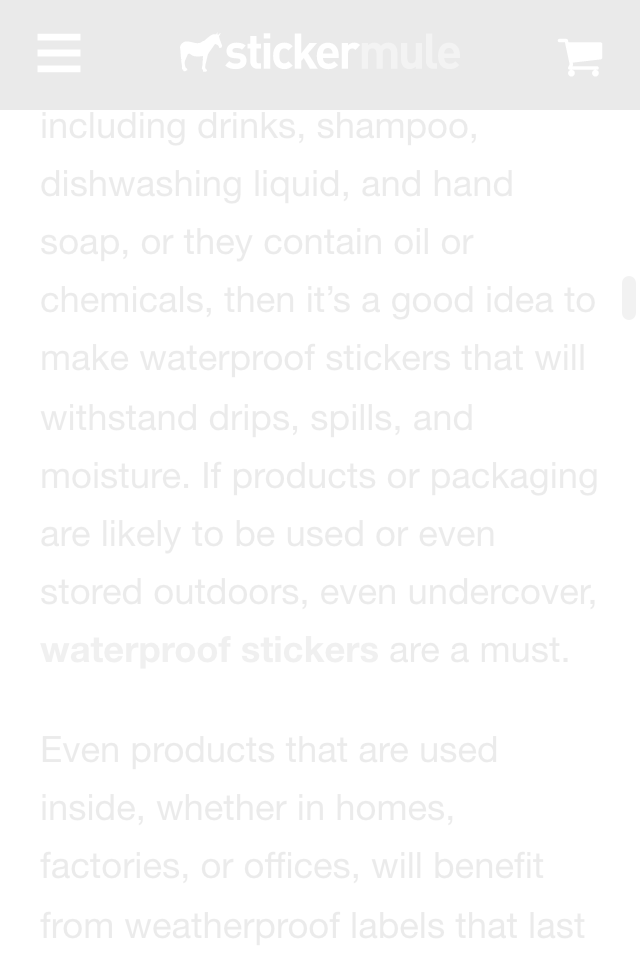 stickermule
including drinks, shampoo,
dishwashing liquid, and hand
soap, or they contain oil or
chemicals, then it’s a good idea to
make waterproof stickers that will
withstand drips, spills, and
moisture. If products or packaging
are likely to be used or even
stored outdoors, even undercover,
waterproof stickers are a must.
Even products that are used
inside, whether in homes,
factories, or offices, will benefit
from weatherproof labels that last